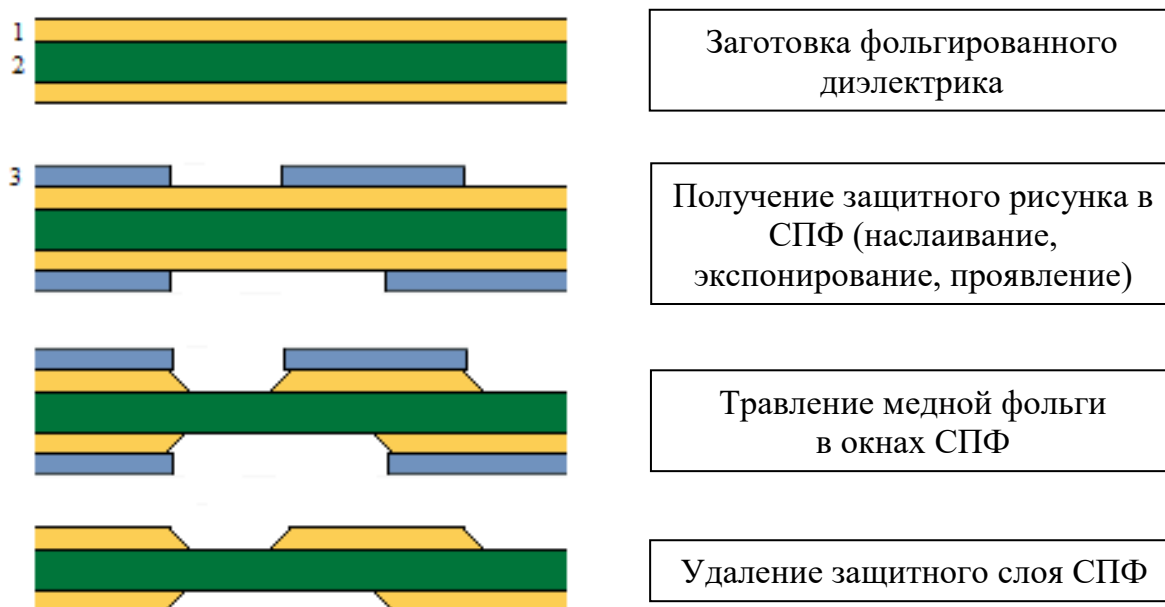 1
2
Заготовка фольгированного
диэлектрика
3
Получение защитного рисунка в
СПФ (наслаивание,
экспонирование, проявление)
Травление медной фольги
в окнах СПФ
Удаление защитного слоя СПФ